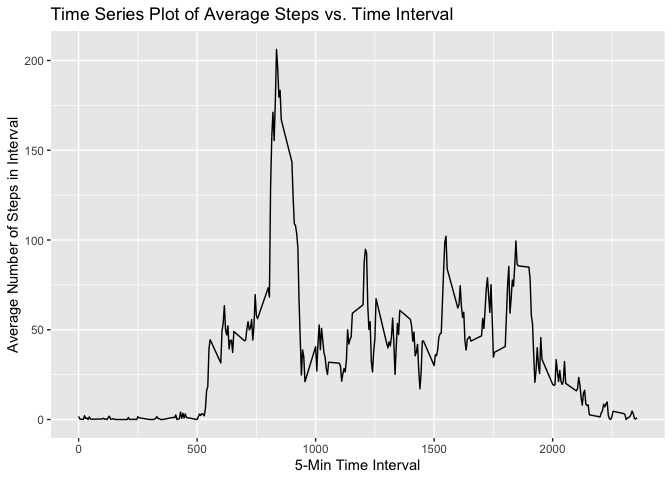 Time Series Plot of Average Steps vs. Time Interval
200
150
100
50
0
Average Number of Steps in Interval
0 500 1000 1500 2000
5-Min Time Interval